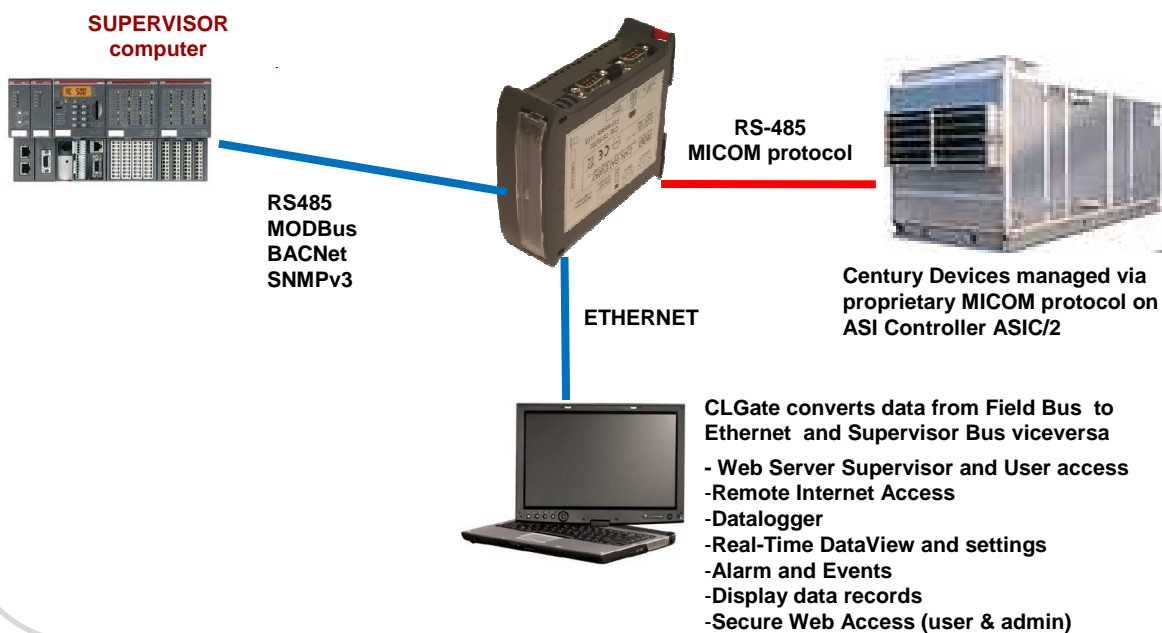 SUPERVISOR
computer
AC 500
RS-485
MICOM protocol
RS485
MODBus
BACNet
SNMPv3
Century Devices managed via
proprietary MICOM protocol on
ASI Controller ASIC/2
ETHERNET
CLGate converts data from Field Bus to
Ethernet and Supervisor Bus viceversa
- Web Server Supervisor and User access
-Remote Internet Access
-Datalogger
-Real-Time DataView and settings
-Alarm and Events
-Display data records
-Secure Web Access (user & admin)